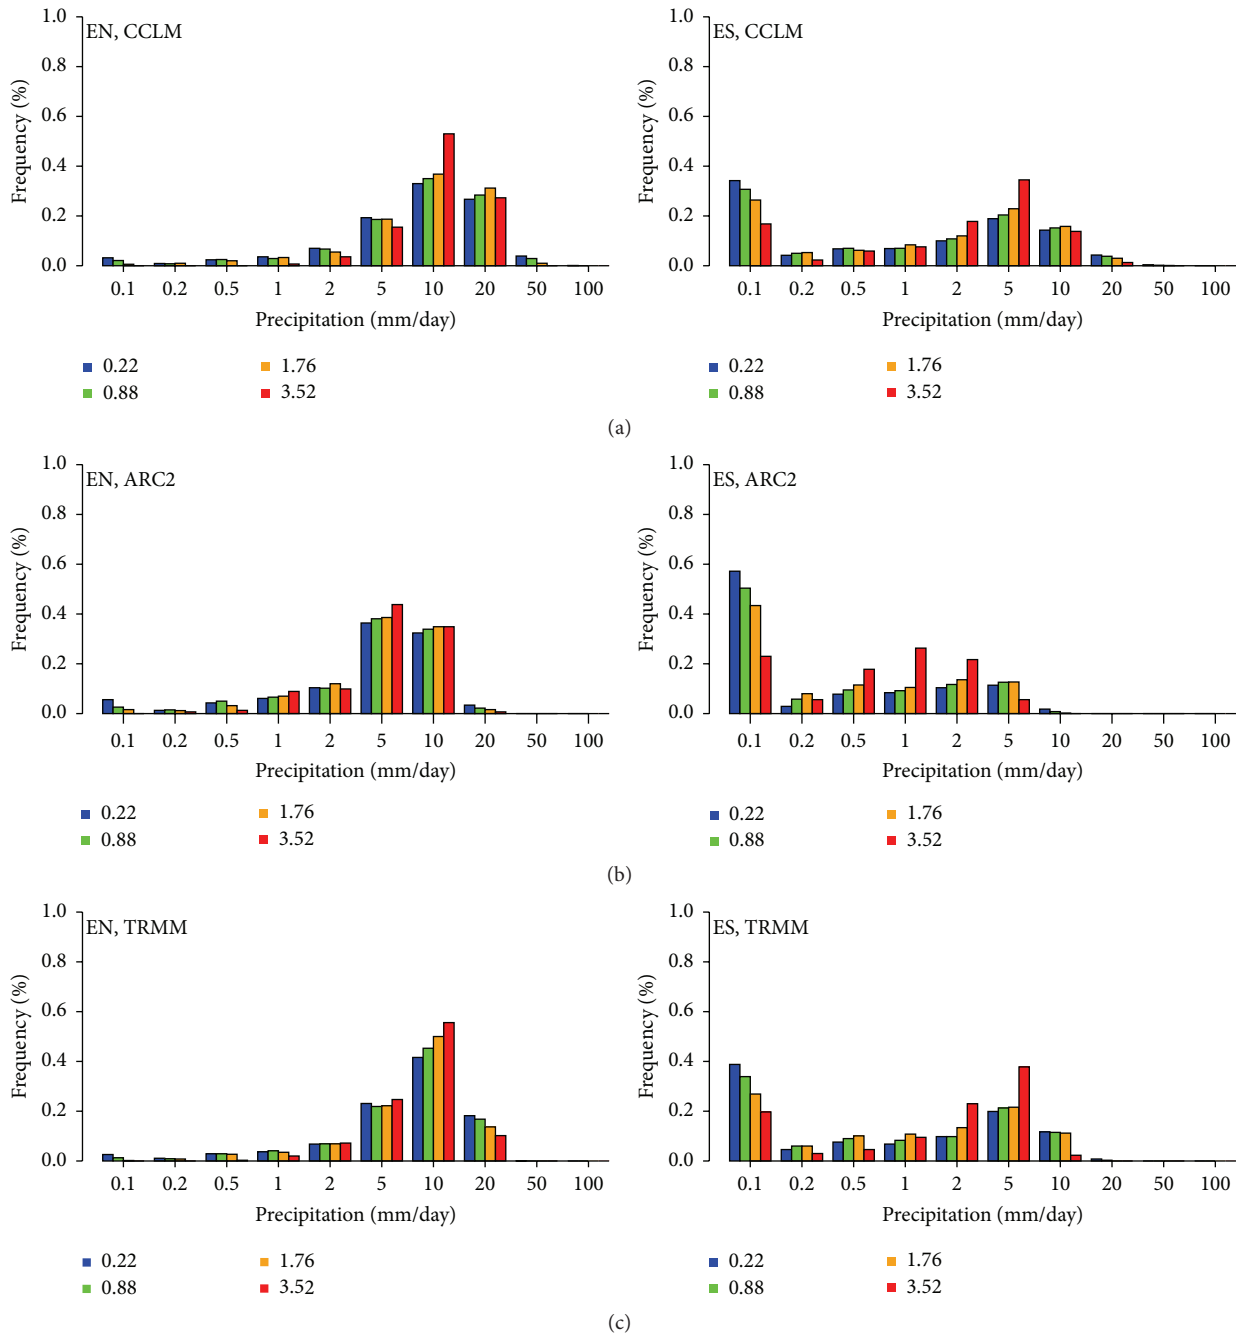 EN, CCLM
Frequency (%)
1.0
0.8
0.6
0.4
0.2
0.0
0.1 0.2 0.5 1 2 5 10 20 50 100
Precipitation (mm/day)
0.22 1.76
0.88 3.52
ES, CCLM
Frequency (%)
1.0
0.8
0.6
0.4
0.2
0.0
0.1 0.2 0.5 1 2 5 10 20 50 100
Precipitation (mm/day)
0.22 1.76
0.88 3.52
(a)
EN, ARC2
Frequency (%)
1.0
0.8
0.6
0.4
0.2
0.0
0.1 0.2 0.5 1 2 5 10 20 50 100
Precipitation (mm/day)
0.22 1.76
0.88 3.52
ES, ARC2
Frequency (%)
1.0
0.8
0.6
0.4
0.2
0.0
0.1 0.2 0.5 1 2 5 10 20 50 100
Precipitation (mm/day)
0.22 1.76
0.88 3.52
(b)
EN, TRMM
Frequency (%)
1.0
0.8
0.6
0.4
0.2
0.0
0.1 0.2 0.5 1 2 5 10 20 50 100
Precipitation (mm/day)
0.22 1.76
0.88 3.52
ES, TRMM
Frequency (%)
1.0
0.8
0.6
0.4
0.2
0.0
0.1 0.2 0.5 1 2 5 10 20 50 100
Precipitation (mm/day)
0.22 1.76
0.88 3.52
(c)